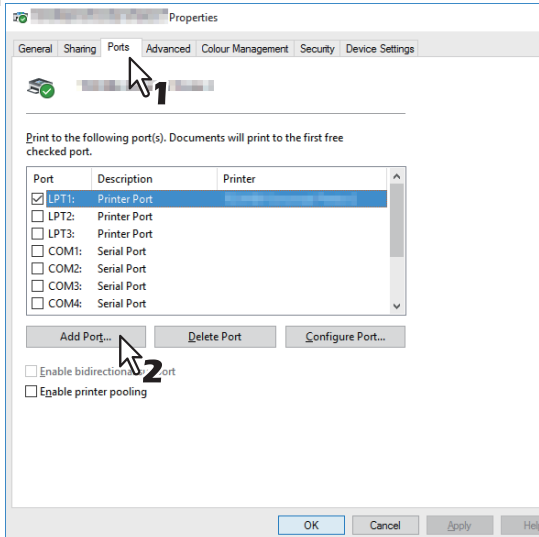 Properties
General Sharing Ports Advanced Colour Management Security Device Settings
1
Print to the following port(s). Documents will print to the first free
checked port.
Port Description Printer
LPT1: Printer Port
LPT2: Printer Port
LPT3: Printer Port
COM1: Serial Port
COM2: Serial Port
COM3: Serial Port
COM4: Serial Port
Add Port... Delete Port Configure Port...
2
Enable bidirectional
Enable printer pooling
OK Cancel Apply Help